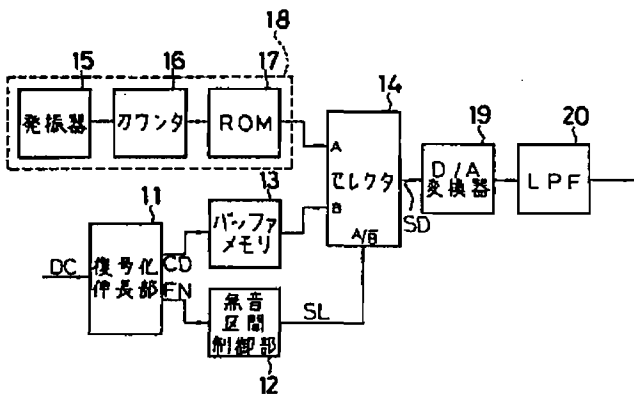 18
15
16
17
発振器
カウンタ
ROM
14
A
セレクタ
B
A/B̅
19
D/A
変換器
SD
20
LPF
13
バッファ
メモリ
11
DC
復号化
伸長部
CD
FN
無音
区間
制御部
SL
12